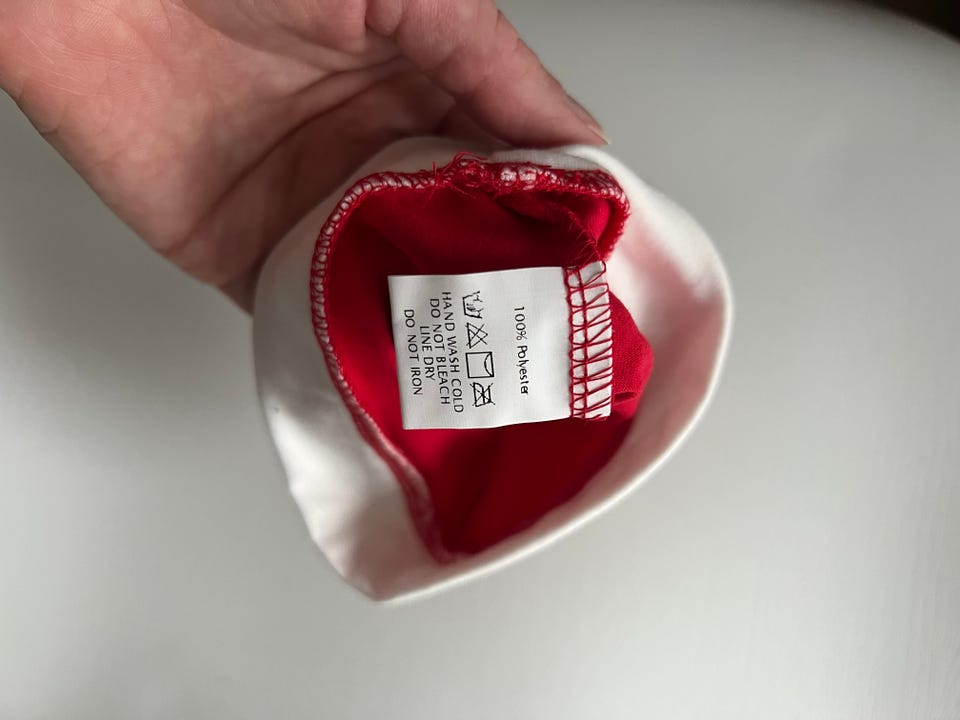 100% Polyester
HAND WASH COLD
DO NOT BLEACH
LINE DRY
DO NOT IRON